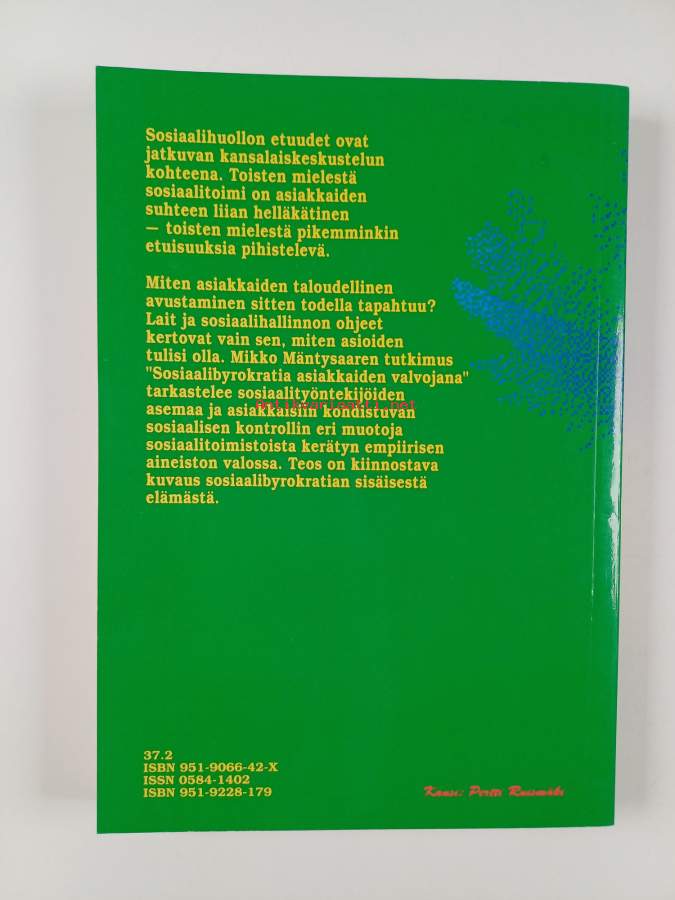 Sosiaalihuollon etuudet ovat
jatkuvan kansalaiskeskustelun
kohteena. Toisten mielestä
sosiaalitoimi on asiakkaiden
suhteen liian helläkätinen
— toisten mielestä pikemminkin
etuisuuksia pihistelevä.
Miten asiakkaiden taloudellinen
avustaminen sitten todella tapahtuu?
Lait ja sosiaalihallinnon ohjeet
kertovat vain sen, miten asioiden
tulisi olla. Mikko Mäntysaaren tutkimus
"Sosiaalibyrokratia asiakkaiden valvojana"
tarkastelee sosiaalityöntekijöiden
asemaa ja asiakkaisiin kohdistuvan
antikvariaatti.net
sosiaalisen kontrollin eri muotoja
sosiaalitoimistoista kerätyn empiirisen
aineiston valossa. Teos on kiinnostava
kuvaus sosiaalibyrokratian sisäisestä
elämästä.
37.2
ISBN 951-9066-42-X
ISSN 0584-1402
ISBN 951-9228-179
Kansi: Pertti Ruismäki